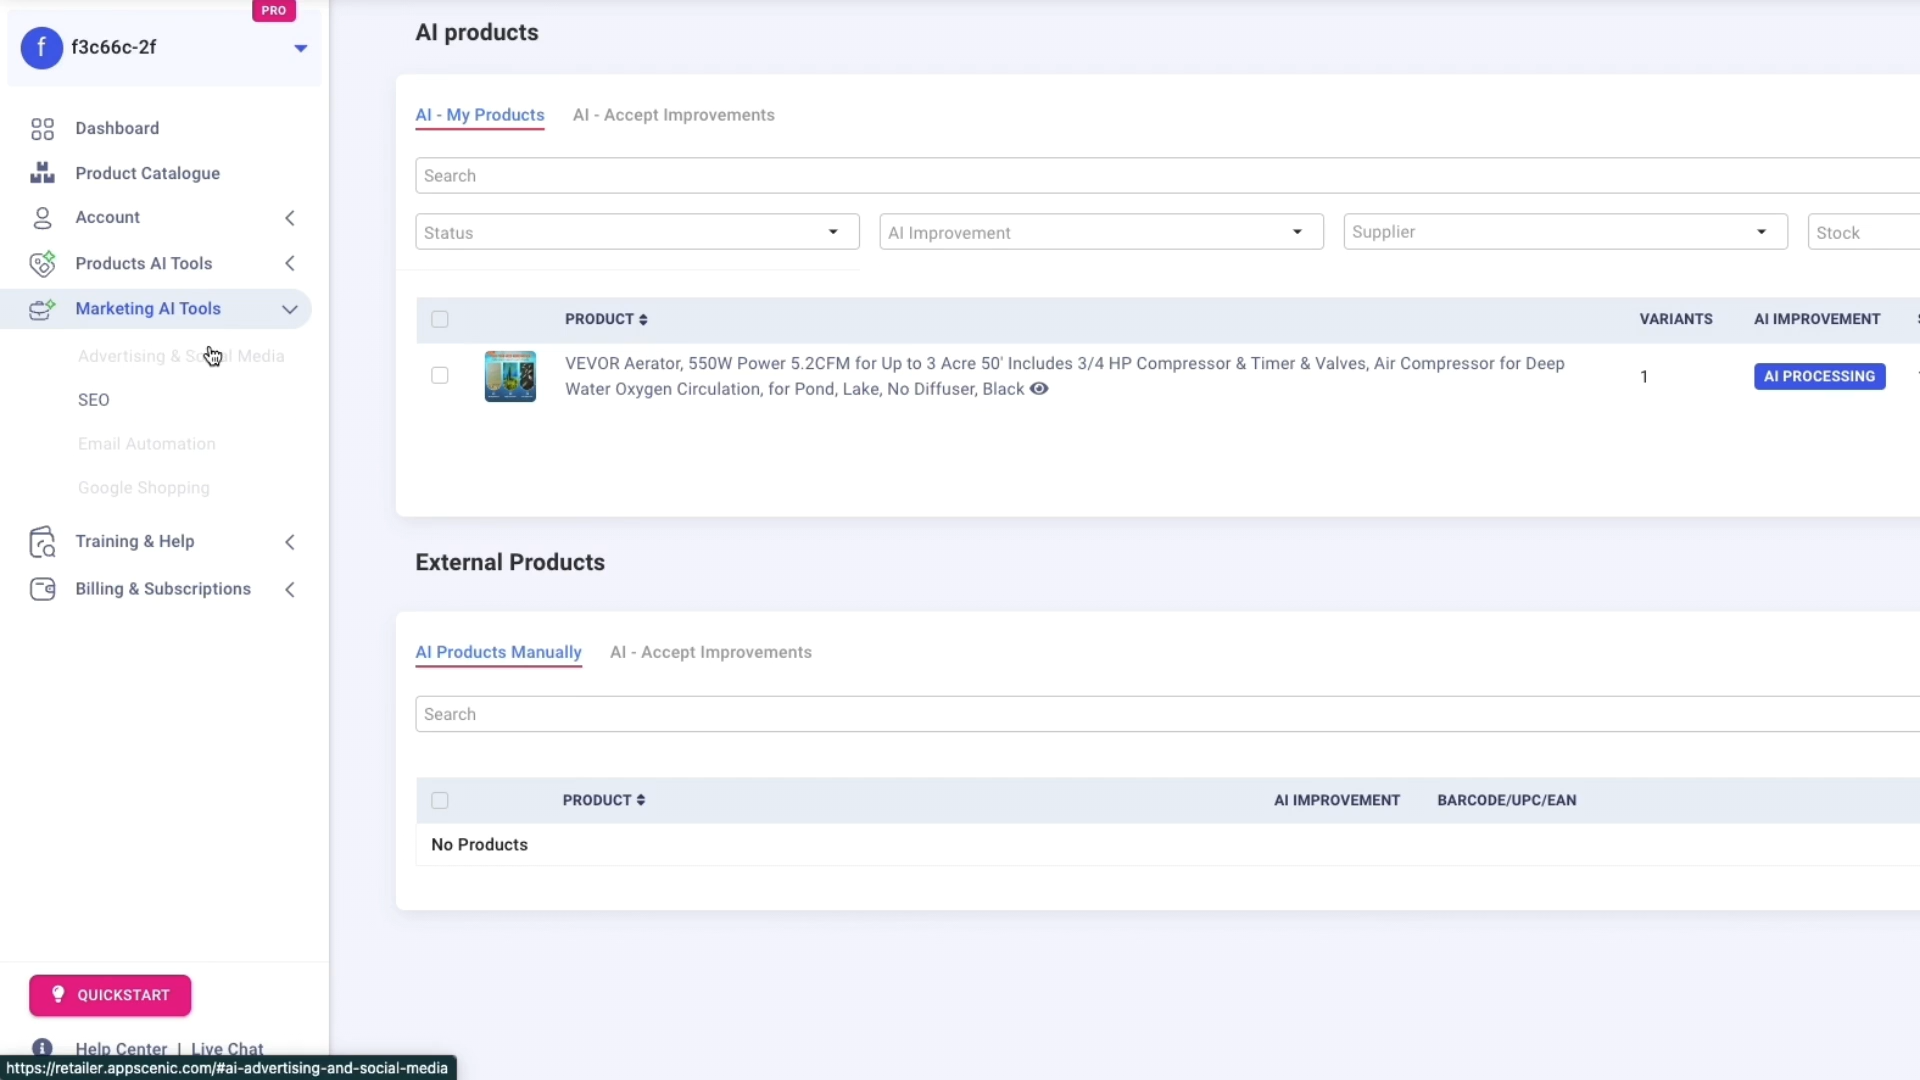 PRO
f
f3c66c-2f
Dashboard
Product Catalogue
Account
Products AI Tools
Marketing AI Tools
Advertising & Social Media
SEO
Email Automation
Google Shopping
Training & Help
Billing & Subscriptions
QUICKSTART
Help Center | Live Chat
https://retailer.appscenic.com/#ai-advertising-and-social-media
AI products
AI - My Products
AI - Accept Improvements
Search
Status
AI Improvement
Supplier
Stock
PRODUCT
VARIANTS
AI IMPROVEMENT
VEVOR Aerator, 550W Power 5.2CFM for Up to 3 Acre 50' Includes 3/4 HP Compressor & Timer & Valves, Air Compressor for Deep
Water Oxygen Circulation, for Pond, Lake, No Diffuser, Black
1
AI PROCESSING
External Products
AI Products Manually
AI - Accept Improvements
Search
PRODUCT
AI IMPROVEMENT
BARCODE/UPC/EAN
No Products